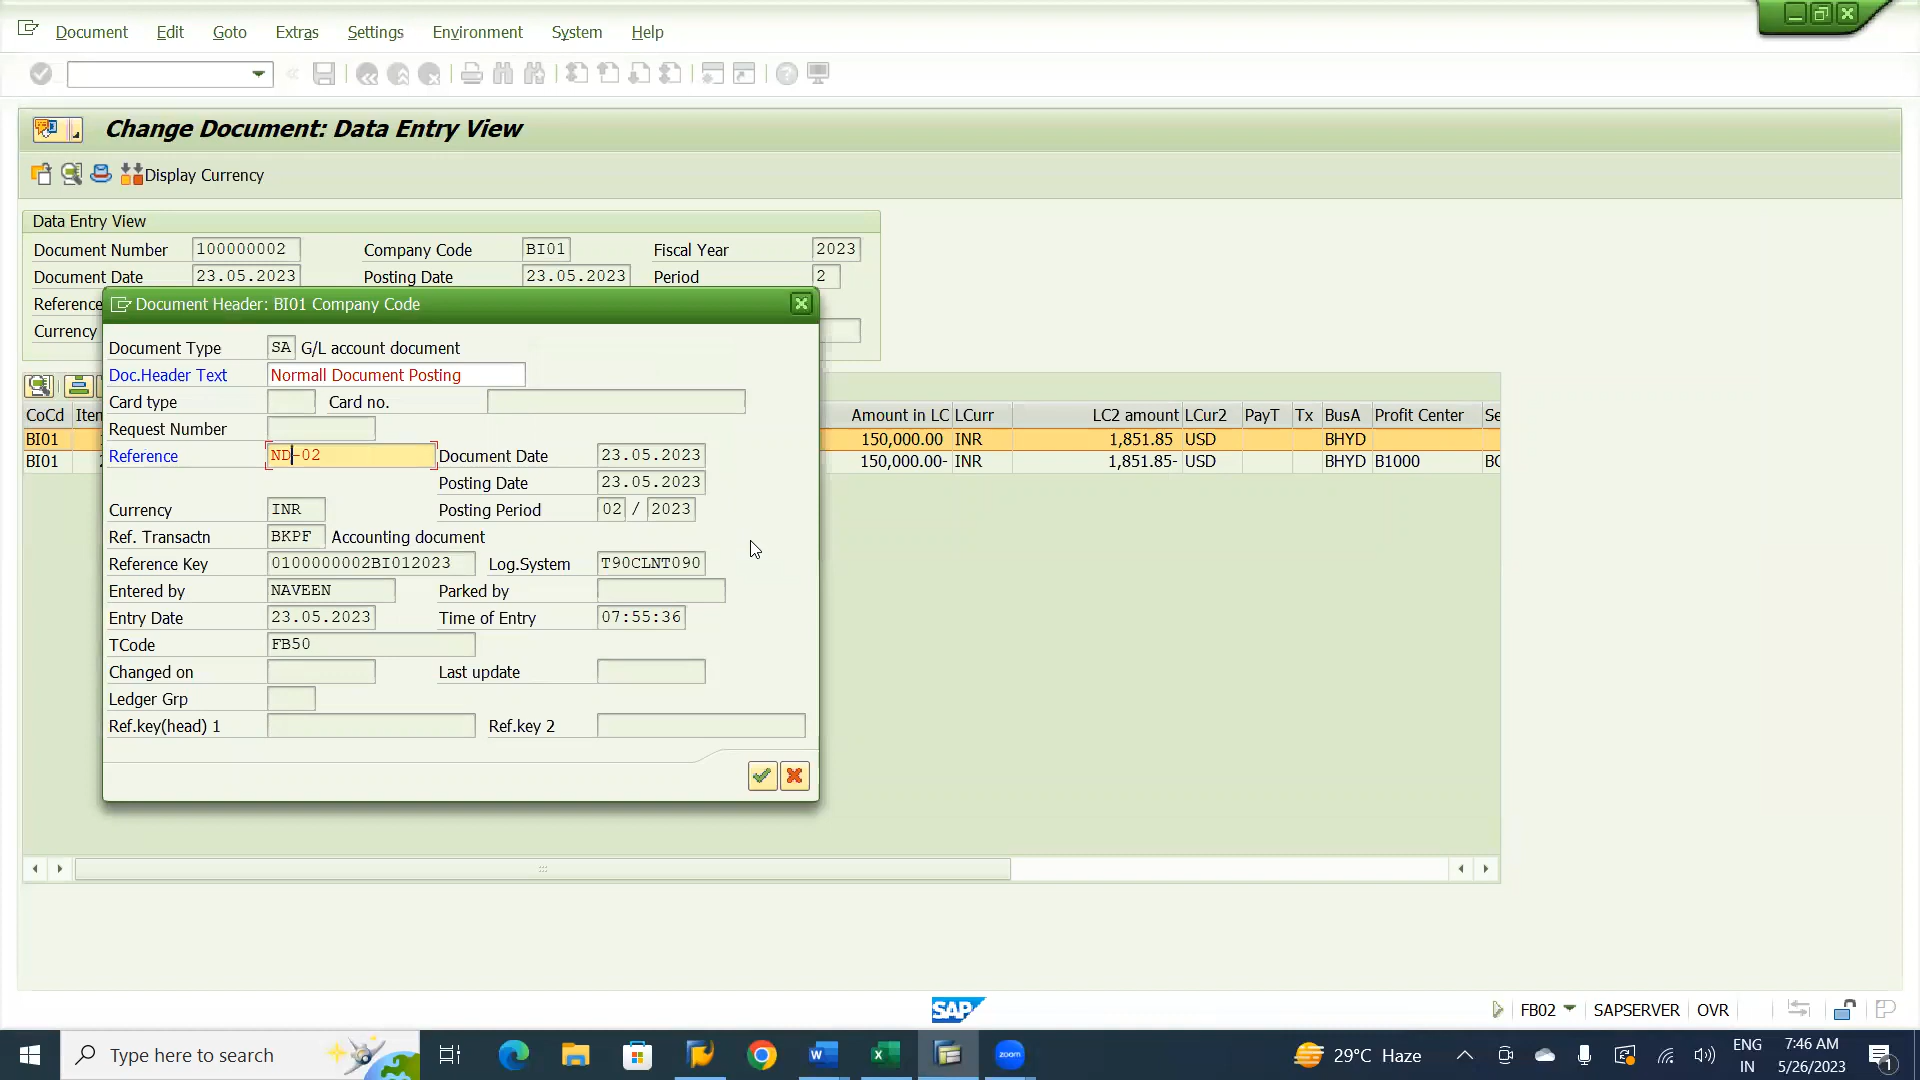 Document Edit Goto Extras Settings Environment System Help
Change Document: Data Entry View
Display Currency
Data Entry View
Document Number 100000002 Company Code BI01 Fiscal Year 2023
Document Date 23.05.2023 Posting Date 23.05.2023 Period 2
Reference
Currency
Document Header: BI01 Company Code
Document Type SA G/L account document
Doc.Header Text Normall Document Posting
Card type Card no.
Request Number
Reference ND-02 Document Date 23.05.2023
Posting Date 23.05.2023
Currency INR Posting Period 02 / 2023
Ref. Transactn BKPF Accounting document
Reference Key 0100000002BI012023 Log.System T90CLNT090
Entered by NAVEEN Parked by
Entry Date 23.05.2023 Time of Entry 07:55:36
TCode FB50
Changed on Last update
Ledger Grp
Ref.key(head) 1 Ref.key 2
CoCd Iten Amount in LC LCurr LC2 amount LCur2 PayT Tx BusA Profit Center Se
BI01 150,000.00 INR 1,851.85 USD BHYD
BI01 150,000.00- INR 1,851.85- USD BHYD B1000
SAP
FB02 SAPSERVER OVR
Type here to search
zoom
29°C Haze
ENG
IN
7:46 AM
5/26/2023
1